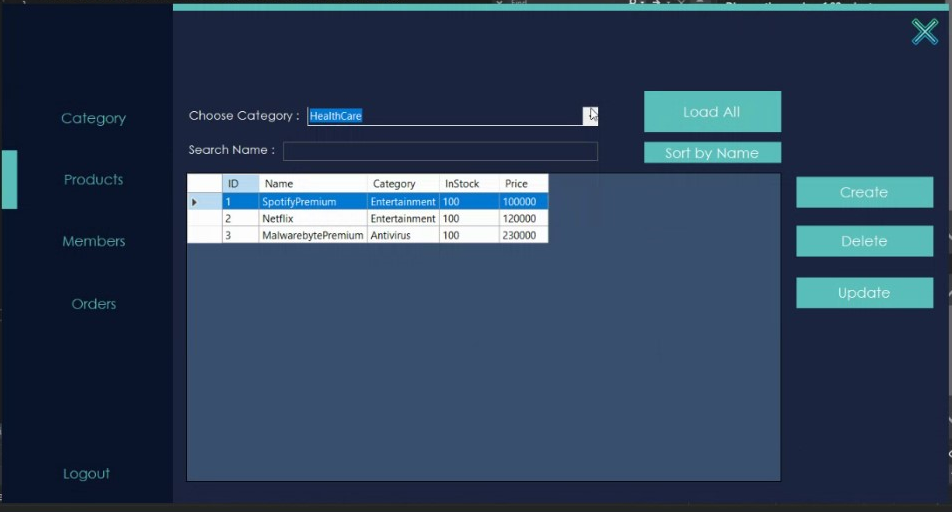 Category
Products
Members
Orders
Logout
Choose Category : HealthCare
Load All
Search Name :
Sort by Name
ID Name Category InStock Price
1 SpotifyPremium Entertainment 100 100000
2 Netflix Entertainment 100 120000
3 MalwarebytePremium Antivirus 100 230000
Create
Delete
Update